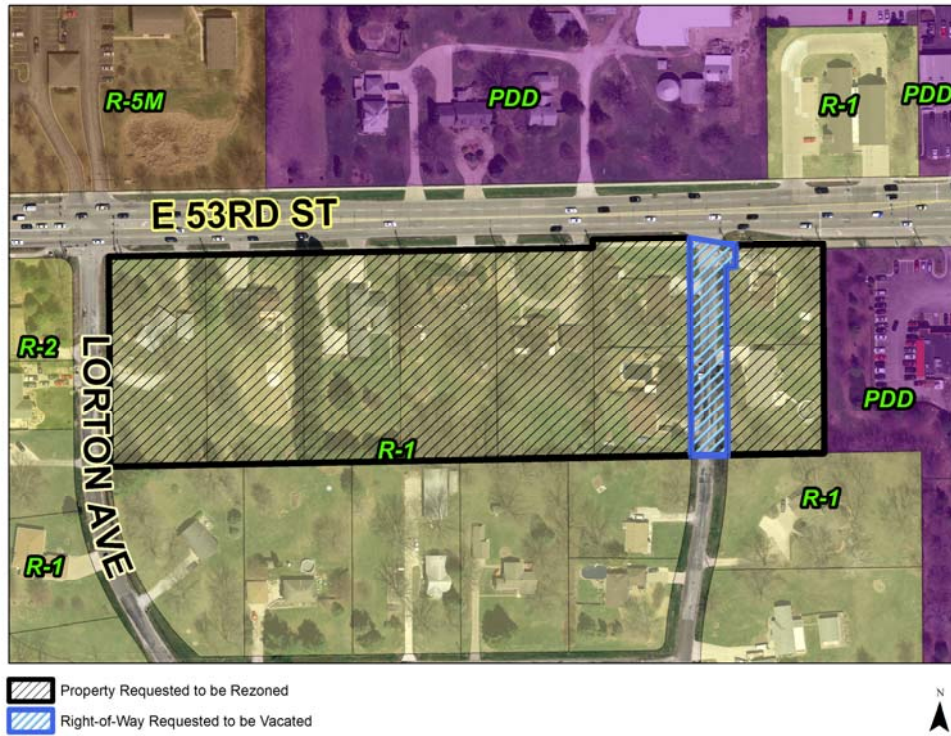 R-5M
PDD
R-1
PDD
E 53RD ST
R-2
LORTON AVE
PDD
R-1
R-1
R-1
Property Requested to be Rezoned
Right-of-Way Requested to be Vacated
N